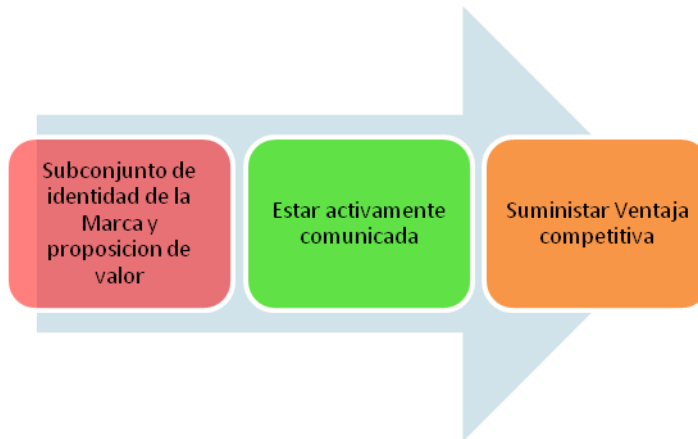 Subconjunto de
identidad de la
Marca y
proposicion de
valor
Estar activamente
comunicada
Suministar Ventaja
competitiva